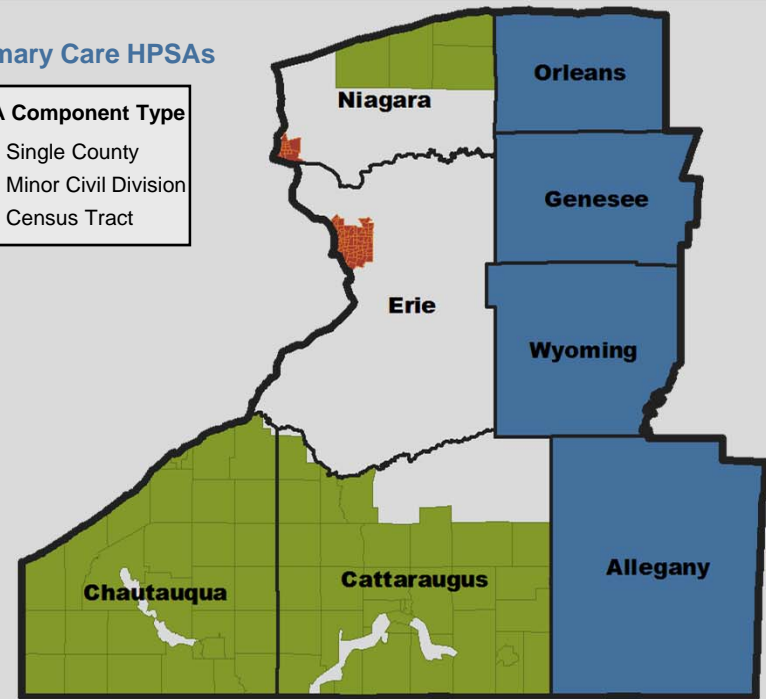 mary Care HPSAs
A Component Type
Single County
Minor Civil Division
Census Tract
Orleans
Niagara
Genesee
Erie
Wyoming
Chautauqua
Cattaraugus
Allegany